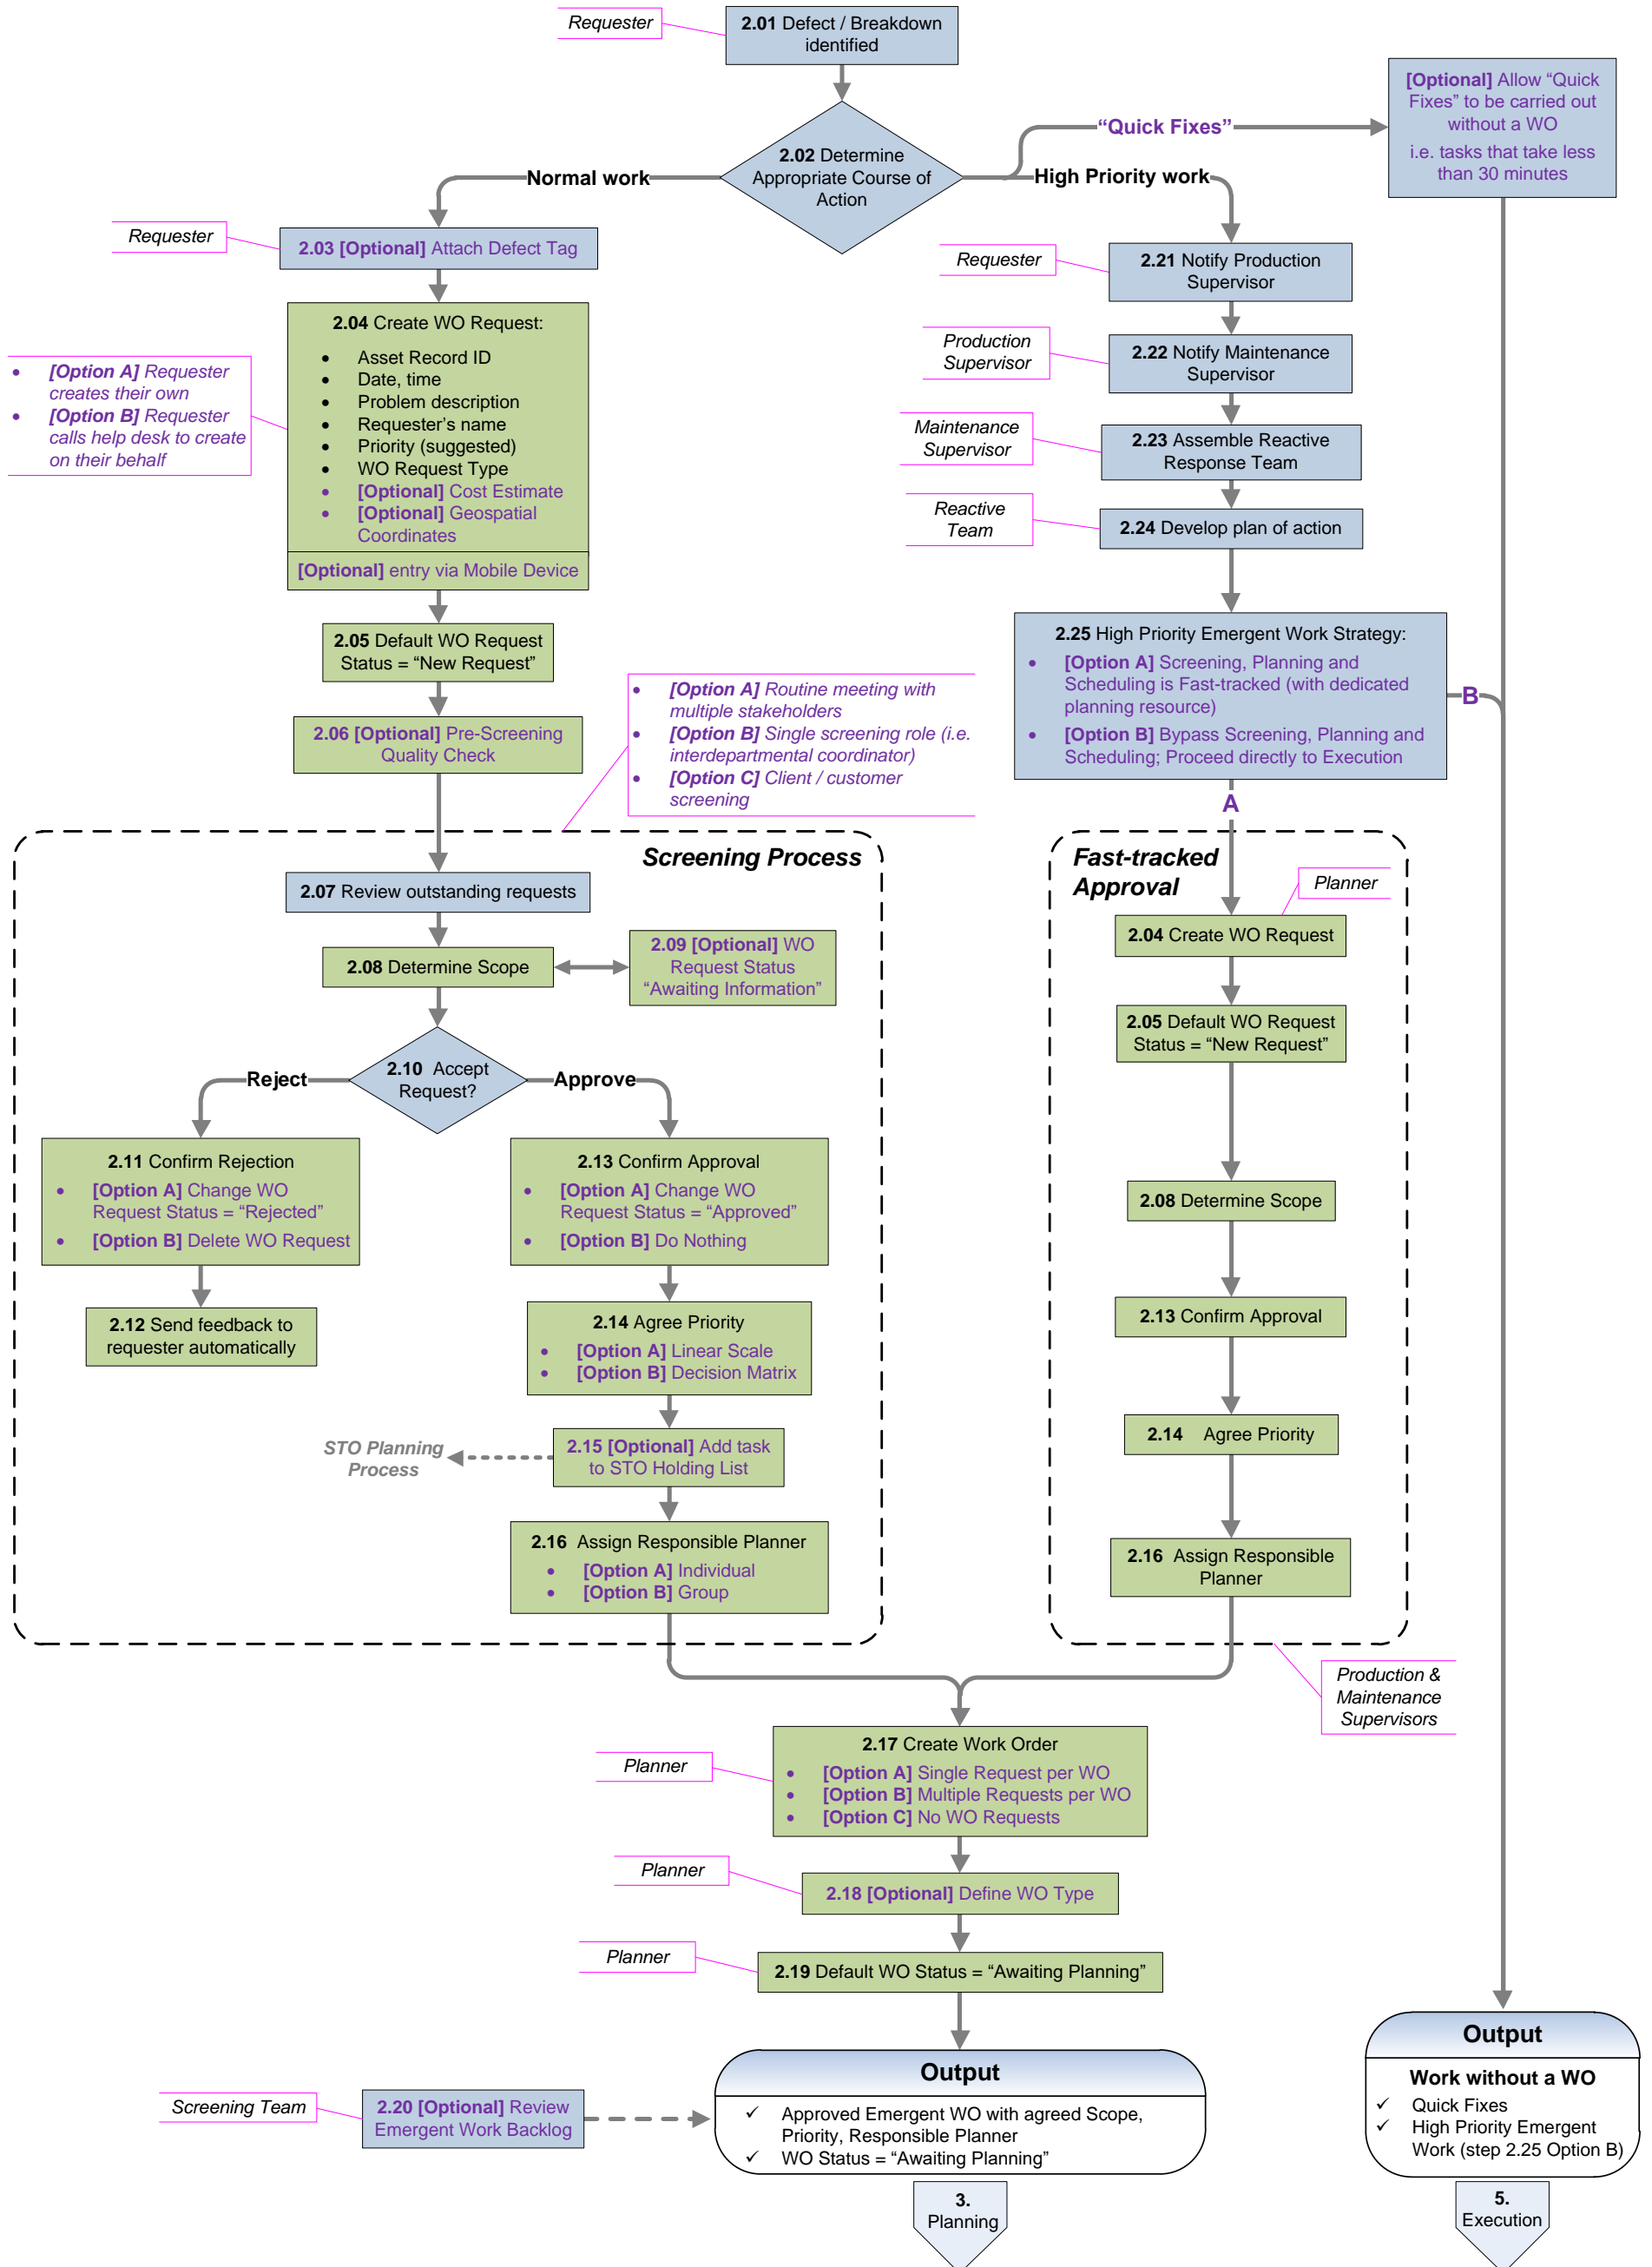 Requester
2.01 Defect / Breakdown
identified
[Optional] Allow “Quick
Fixes” to be carried out
without a WO
i.e. tasks that take less
than 30 minutes
“Quick Fixes”
2.02 Determine
Appropriate Course of
Action
Normal work
High Priority work
Requester
2.03 [Optional] Attach Defect Tag
Requester
2.21 Notify Production
Supervisor
2.04 Create WO Request:
• Asset Record ID
• Date, time
• Problem description
• Requester’s name
• Priority (suggested)
• WO Request Type
• [Optional] Cost Estimate
• [Optional] Geospatial
Coordinates
[Optional] entry via Mobile Device
• [Option A] Requester
creates their own
• [Option B] Requester
calls help desk to create
on their behalf
Production
Supervisor
2.22 Notify Maintenance
Supervisor
Maintenance
Supervisor
2.23 Assemble Reactive
Response Team
Reactive
Team
2.24 Develop plan of action
2.05 Default WO Request
Status = “New Request”
2.25 High Priority Emergent Work Strategy:
• [Option A] Screening, Planning and
Scheduling is Fast-tracked (with dedicated
planning resource)
• [Option B] Bypass Screening, Planning and
Scheduling; Proceed directly to Execution
B
A
• [Option A] Routine meeting with
multiple stakeholders
• [Option B] Single screening role (i.e.
interdepartmental coordinator)
• [Option C] Client / customer
screening
2.06 [Optional] Pre-Screening
Quality Check
Screening Process
2.07 Review outstanding requests
2.08 Determine Scope
2.09 [Optional] WO
Request Status
“Awaiting Information”
2.10 Accept
Request?
Reject
Approve
2.11 Confirm Rejection
• [Option A] Change WO
Request Status = “Rejected”
• [Option B] Delete WO Request
2.12 Send feedback to
requester automatically
2.13 Confirm Approval
• [Option A] Change WO
Request Status = “Approved”
• [Option B] Do Nothing
2.14 Agree Priority
• [Option A] Linear Scale
• [Option B] Decision Matrix
STO Planning
Process
2.15 [Optional] Add task
to STO Holding List
2.16 Assign Responsible Planner
• [Option A] Individual
• [Option B] Group
Fast-tracked
Approval
Planner
2.04 Create WO Request
2.05 Default WO Request
Status = “New Request”
2.08 Determine Scope
2.13 Confirm Approval
2.14 Agree Priority
2.16 Assign Responsible
Planner
Production &
Maintenance
Supervisors
Planner
2.17 Create Work Order
• [Option A] Single Request per WO
• [Option B] Multiple Requests per WO
• [Option C] No WO Requests
Planner
2.18 [Optional] Define WO Type
Planner
2.19 Default WO Status = “Awaiting Planning”
Screening Team
2.20 [Optional] Review
Emergent Work Backlog
Output
✓ Approved Emergent WO with agreed Scope,
Priority, Responsible Planner
✓ WO Status = “Awaiting Planning”
3.
Planning
Output
Work without a WO
✓ Quick Fixes
✓ High Priority Emergent
Work (step 2.25 Option B)
5.
Execution